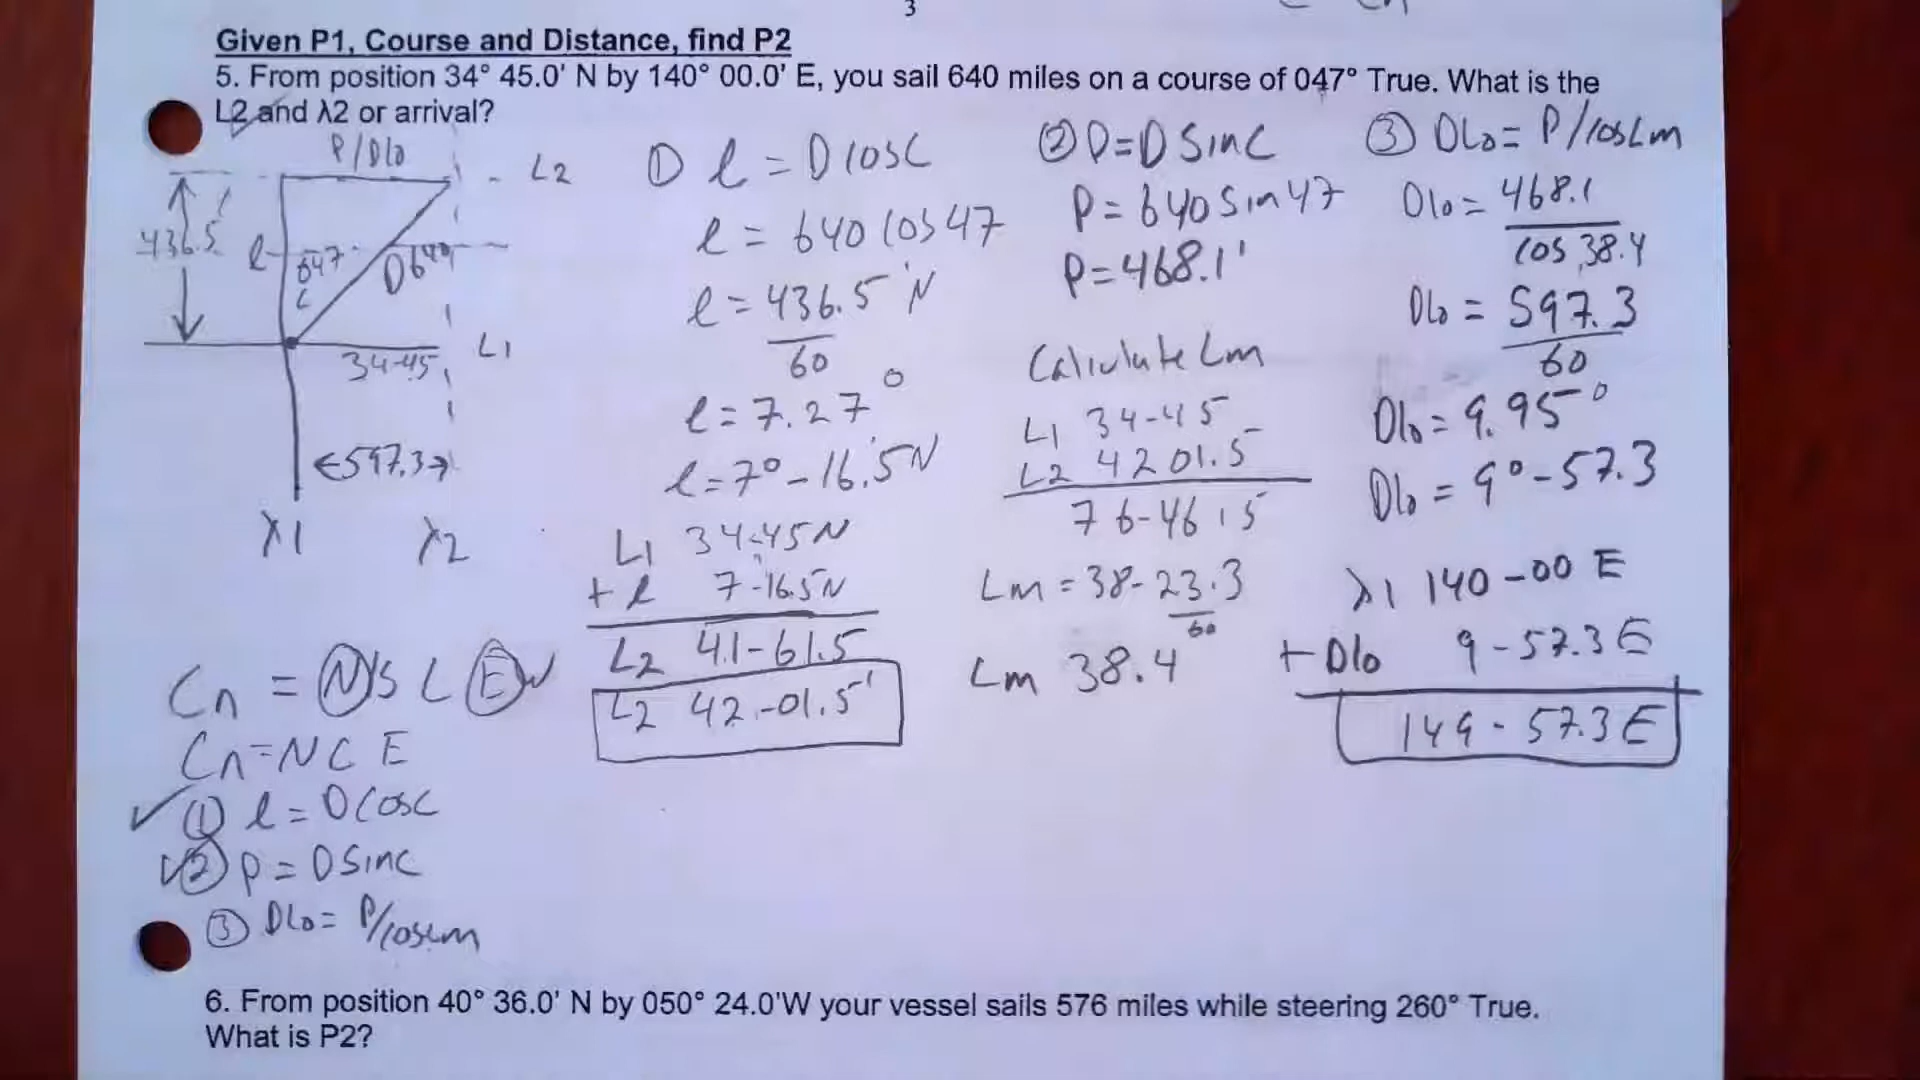 3
Given P1, Course and Distance, find P2
5. From position 34° 45.0' N by 140° 00.0' E, you sail 640 miles on a course of 047° True. What is the
L2 and λ2 or arrival?
P/Dlo
L2
436.5
l
047
C
D 640
L1
34-45
←597.3→
λ1 λ2
Cn = N/S C E/W
Cn = N C E
① l = D cos C
② p = D sin C
③ DLo = P/cos Lm
① l = D cos C
l = 640 cos 47
l = 436.5' N
60
l = 7.27°
l = 7° - 16.5' N
L1 34-45 N
+ l 7-16.5 N
L2 41-61.5
L2 42-01.5'
② P = D Sin C
P = 640 Sin 47
P = 468.1'
Calculate Lm
L1 34-45
L2 42 01.5
76-46.5
Lm = 38-23.3
60
Lm 38.4°
③ DLo = P/cos Lm
Dlo = 468.1
cos 38.4
Dlo = 597.3
60
Dlo = 9.95°
Dlo = 9°-57.3
λ1 140-00 E
+ Dlo 9-57.3 E
149-57.3 E
6. From position 40° 36.0' N by 050° 24.0'W your vessel sails 576 miles while steering 260° True.
What is P2?